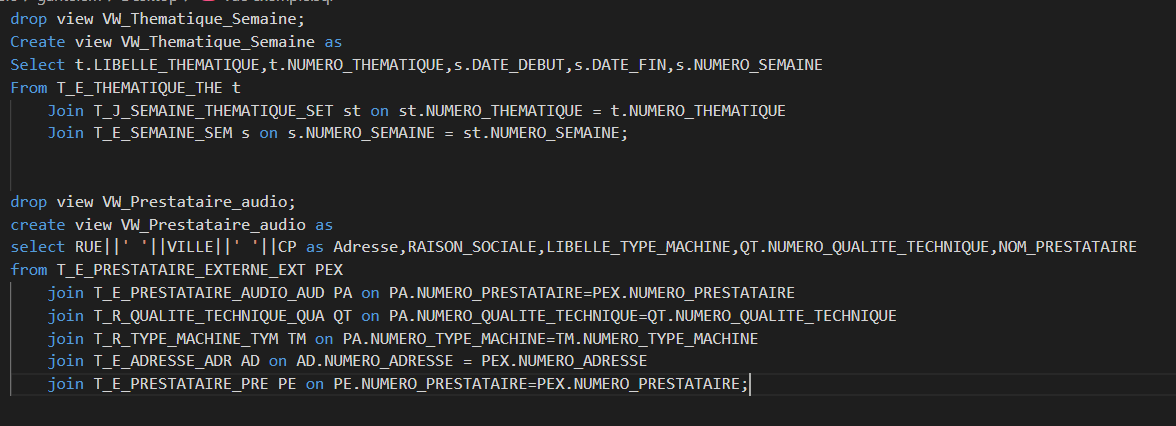 drop view VW_Thematique_Semaine;
Create view VW_Thematique_Semaine as
Select t.LIBELLE_THEMATIQUE,t.NUMERO_THEMATIQUE,s.DATE_DEBUT,s.DATE_FIN,s.NUMERO_SEMAINE
From T_E_THEMATIQUE_THE t
Join T_J_SEMAINE_THEMATIQUE_SET st on st.NUMERO_THEMATIQUE = t.NUMERO_THEMATIQUE
Join T_E_SEMAINE_SEM s on s.NUMERO_SEMAINE = st.NUMERO_SEMAINE;
drop view VW_Prestataire_audio;
create view VW_Prestataire_audio as
select RUE||' '||VILLE||' '||CP as Adresse,RAISON_SOCIALE,LIBELLE_TYPE_MACHINE,QT.NUMERO_QUALITE_TECHNIQUE,NOM_PRESTATAIRE
from T_E_PRESTATAIRE_EXTERNE_EXT PEX
join T_E_PRESTATAIRE_AUDIO_AUD PA on PA.NUMERO_PRESTATAIRE=PEX.NUMERO_PRESTATAIRE
join T_R_QUALITE_TECHNIQUE_QUA QT on PA.NUMERO_QUALITE_TECHNIQUE=QT.NUMERO_QUALITE_TECHNIQUE
join T_R_TYPE_MACHINE_TYM TM on PA.NUMERO_TYPE_MACHINE=TM.NUMERO_TYPE_MACHINE
join T_E_ADRESSE_ADR AD on AD.NUMERO_ADRESSE = PEX.NUMERO_ADRESSE
join T_E_PRESTATAIRE_PRE PE on PE.NUMERO_PRESTATAIRE=PEX.NUMERO_PRESTATAIRE;